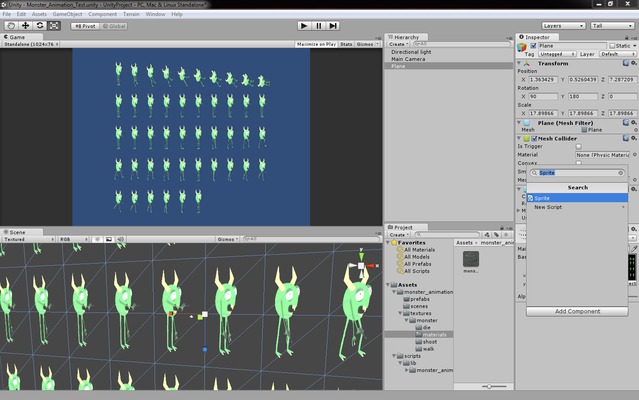 Unity - Monster_Animation_Test.unity - UnityProject - PC, Mac & Linux Standalone*
File Edit Assets GameObject Component Terrain Window Help
Pivot Global
Layers Tall
Game
Standalone (1024x76 Maximize on Play Stats Gizmos
Hierarchy
Create All
Directional light
Main Camera
Plane
Scene
Textured RGB Gizmos All
Project
Create
Favorites
All Materials
All Models
All Prefabs
All Scripts
Assets
monster_animation
prefabs
scenes
textures
monster
die
materials
shoot
walk
scripts
lib
monster_anim
Assets monster_ani
mons
Inspector
Plane Static
Tag Untagged Layer Default
Transform
Position
X 1.363429 Y 0.5260439 Z 7.287209
Rotation
X 90 Y 180 Z 0
Scale
X 17.89866 Y 17.89866 Z 17.89866
Plane (Mesh Filter)
Mesh Plane
Mesh Collider
Is Trigger
Material None (Physic Materia
Convex
Sprite
Search
Sprite
New Script
Add Component